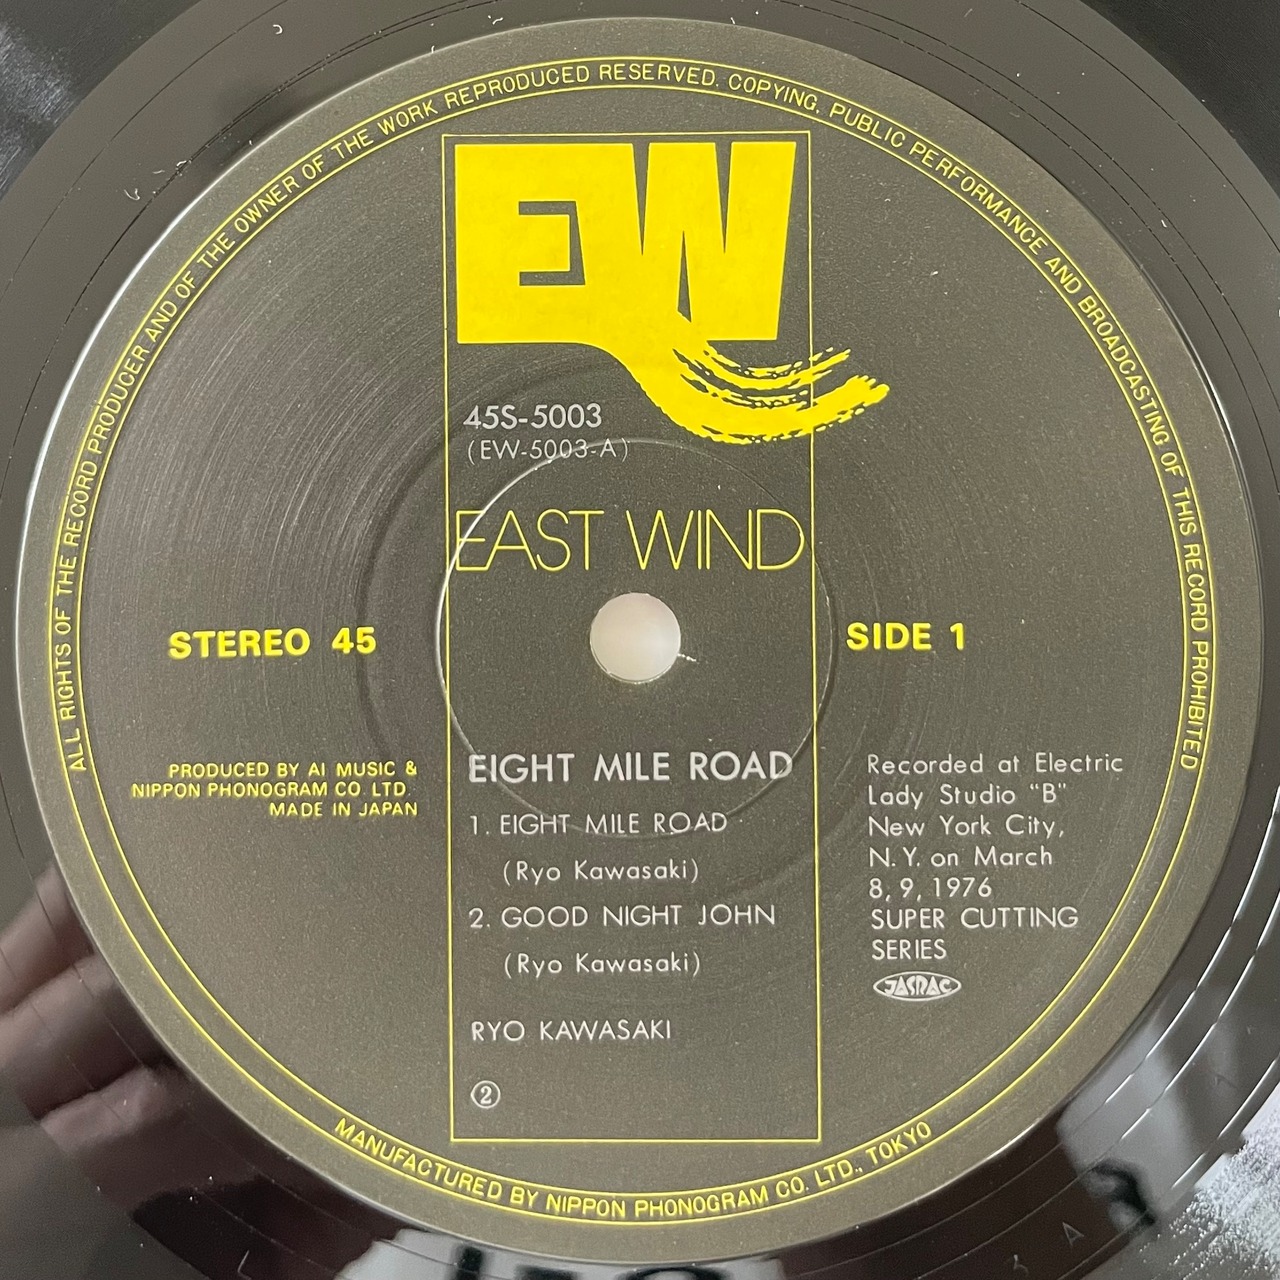 ALL RIGHTS OF THE RECORD PRODUCER AND OF THE OWNER OF THE WORK REPRODUCED RESERVED. COPYING, PUBLIC PERFORMANCE AND BROADCASTING OF THIS RECORD PROHIBITED
EW
45S-5003
(EW-5003-A)
EAST WIND
STEREO 45
SIDE 1
PRODUCED BY AI MUSIC &
NIPPON PHONOGRAM CO. LTD.
MADE IN JAPAN
EIGHT MILE ROAD
1. EIGHT MILE ROAD
(Ryo Kawasaki)
2. GOOD NIGHT JOHN
(Ryo Kawasaki)
RYO KAWASAKI
②
Recorded at Electric
Lady Studio "B"
New York City,
N.Y. on March
8, 9, 1976
SUPER CUTTING
SERIES
JASRAC
MANUFACTURED BY NIPPON PHONOGRAM CO. LTD., TOKYO